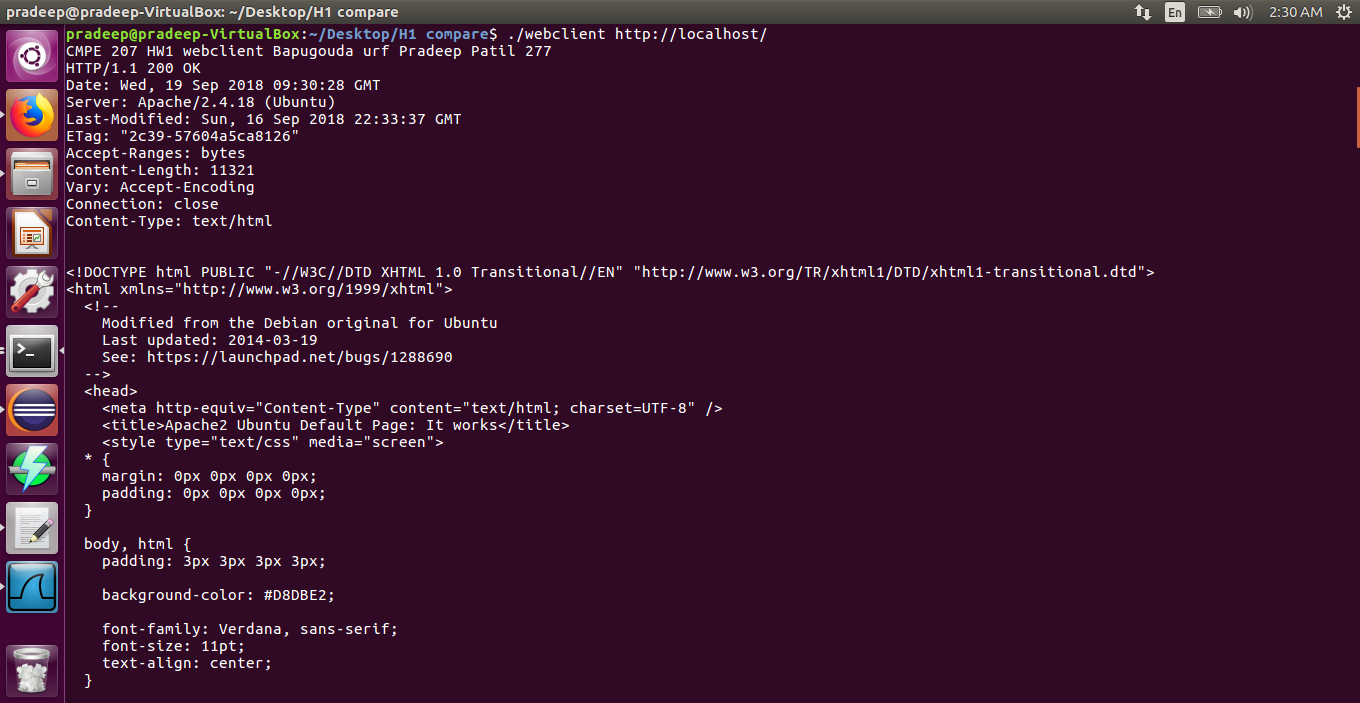 pradeep@pradeep-VirtualBox: ~/Desktop/H1 compare
En
2:30 AM
pradeep@pradeep-VirtualBox:~/Desktop/H1 compare$ ./webclient http://localhost/
CMPE 207 HW1 webclient Bapugouda urf Pradeep Patil 277
HTTP/1.1 200 OK
Date: Wed, 19 Sep 2018 09:30:28 GMT
Server: Apache/2.4.18 (Ubuntu)
Last-Modified: Sun, 16 Sep 2018 22:33:37 GMT
ETag: "2c39-57604a5ca8126"
Accept-Ranges: bytes
Content-Length: 11321
Vary: Accept-Encoding
Connection: close
Content-Type: text/html
<!DOCTYPE html PUBLIC "-//W3C//DTD XHTML 1.0 Transitional//EN" "http://www.w3.org/TR/xhtml1/DTD/xhtml1-transitional.dtd">
<html xmlns="http://www.w3.org/1999/xhtml">
<!--
Modified from the Debian original for Ubuntu
Last updated: 2014-03-19
See: https://launchpad.net/bugs/1288690
-->
<head>
<meta http-equiv="Content-Type" content="text/html; charset=UTF-8" />
<title>Apache2 Ubuntu Default Page: It works</title>
<style type="text/css" media="screen">
* {
margin: 0px 0px 0px 0px;
padding: 0px 0px 0px 0px;
}
body, html {
padding: 3px 3px 3px 3px;
background-color: #D8DBE2;
font-family: Verdana, sans-serif;
font-size: 11pt;
text-align: center;
}